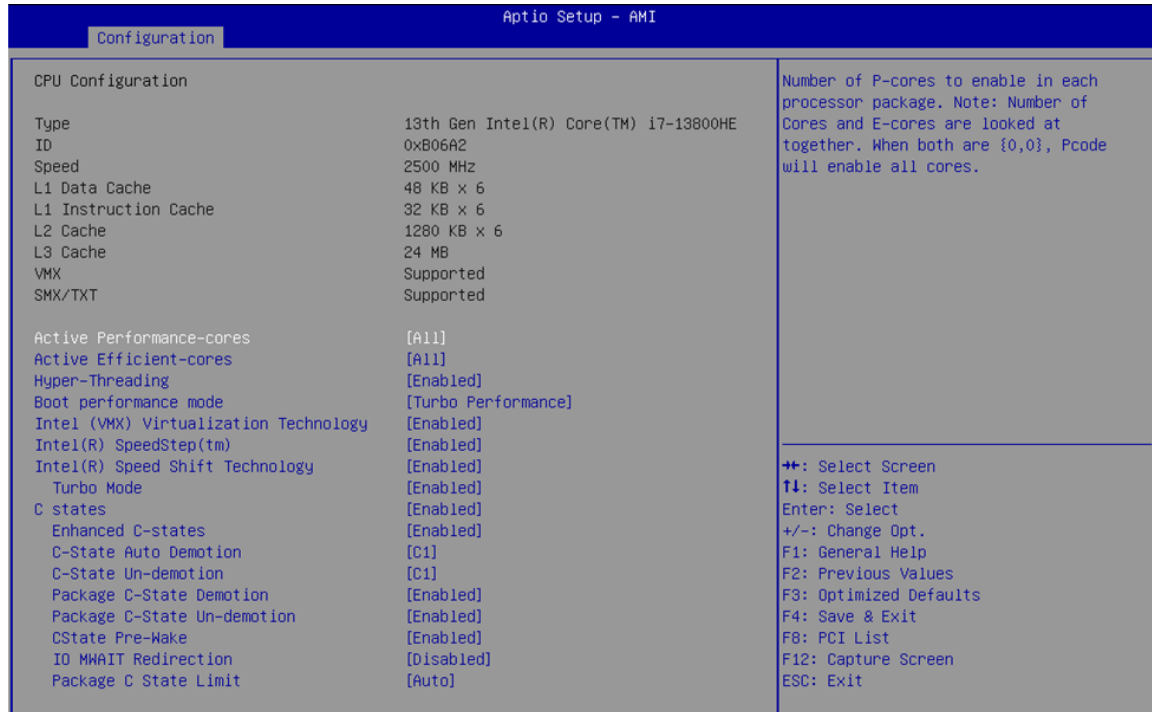 Aptio Setup – AMI
Configuration
CPU Configuration
Type 13th Gen Intel(R) Core(TM) i7-13800HE
ID 0xB06A2
Speed 2500 MHz
L1 Data Cache 48 KB x 6
L1 Instruction Cache 32 KB x 6
L2 Cache 1280 KB x 6
L3 Cache 24 MB
VMX Supported
SMX/TXT Supported
Active Performance-cores [All]
Active Efficient-cores [All]
Hyper-Threading [Enabled]
Boot performance mode [Turbo Performance]
Intel (VMX) Virtualization Technology [Enabled]
Intel(R) SpeedStep(tm) [Enabled]
Intel(R) Speed Shift Technology [Enabled]
Turbo Mode [Enabled]
C states [Enabled]
Enhanced C-states [Enabled]
C-State Auto Demotion [C1]
C-State Un-demotion [C1]
Package C-State Demotion [Enabled]
Package C-State Un-demotion [Enabled]
CState Pre-Wake [Enabled]
IO MWAIT Redirection [Disabled]
Package C State Limit [Auto]
Number of P-cores to enable in each
processor package. Note: Number of
Cores and E-cores are looked at
together. When both are {0,0}, Pcode
will enable all cores.
→←: Select Screen
↑↓: Select Item
Enter: Select
+/-: Change Opt.
F1: General Help
F2: Previous Values
F3: Optimized Defaults
F4: Save & Exit
F8: PCI List
F12: Capture Screen
ESC: Exit